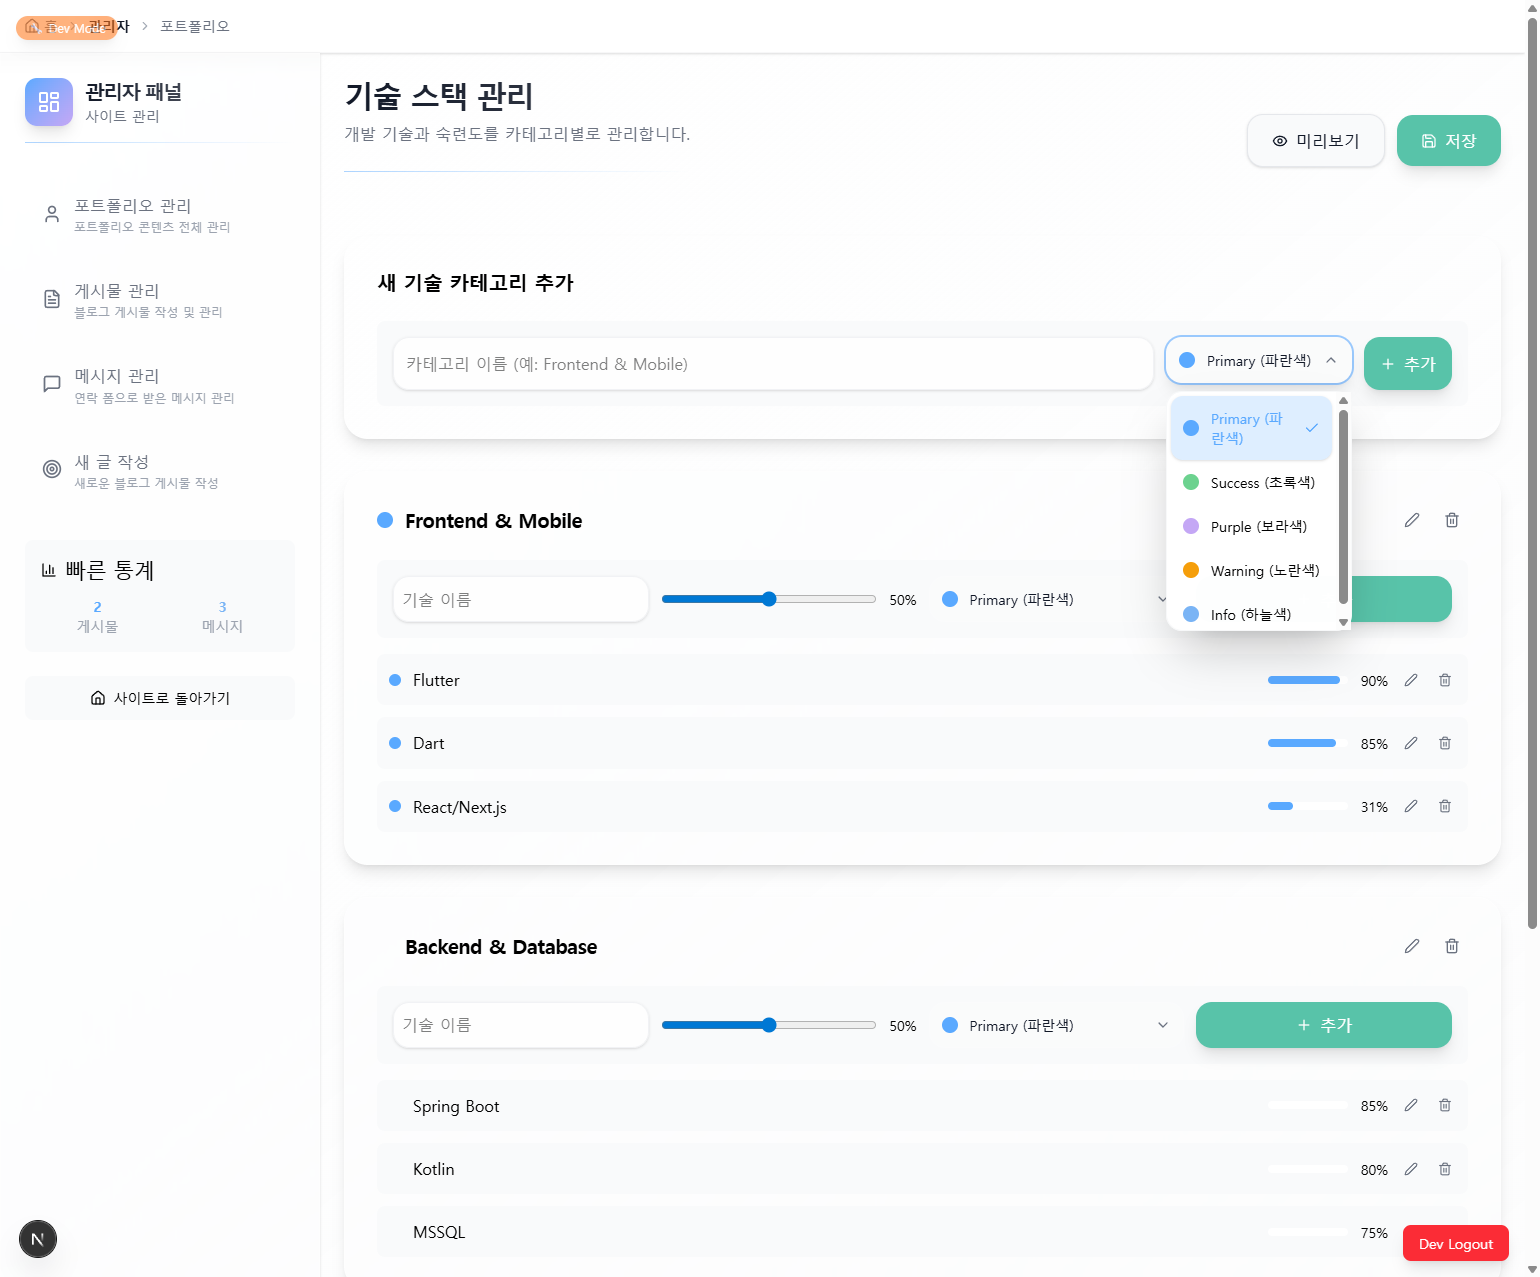 홈
Dev Mode
관리자
포트폴리오
관리자 패널
사이트 관리
포트폴리오 관리
포트폴리오 콘텐츠 전체 관리
게시물 관리
블로그 게시물 작성 및 관리
메시지 관리
연락 폼으로 받은 메시지 관리
새 글 작성
새로운 블로그 게시물 작성
빠른 통계
2
게시물
3
메시지
사이트로 돌아가기
기술 스택 관리
개발 기술과 숙련도를 카테고리별로 관리합니다.
미리보기
저장
새 기술 카테고리 추가
카테고리 이름 (예: Frontend & Mobile)
Primary (파란색)
추가
Primary (파
란색)
Success (초록색)
Purple (보라색)
Warning (노란색)
Info (하늘색)
Frontend & Mobile
기술 이름
50%
Primary (파란색)
Flutter
90%
Dart
85%
React/Next.js
31%
Backend & Database
기술 이름
50%
Primary (파란색)
추가
Spring Boot
85%
Kotlin
80%
MSSQL
75%
N
Dev Logout